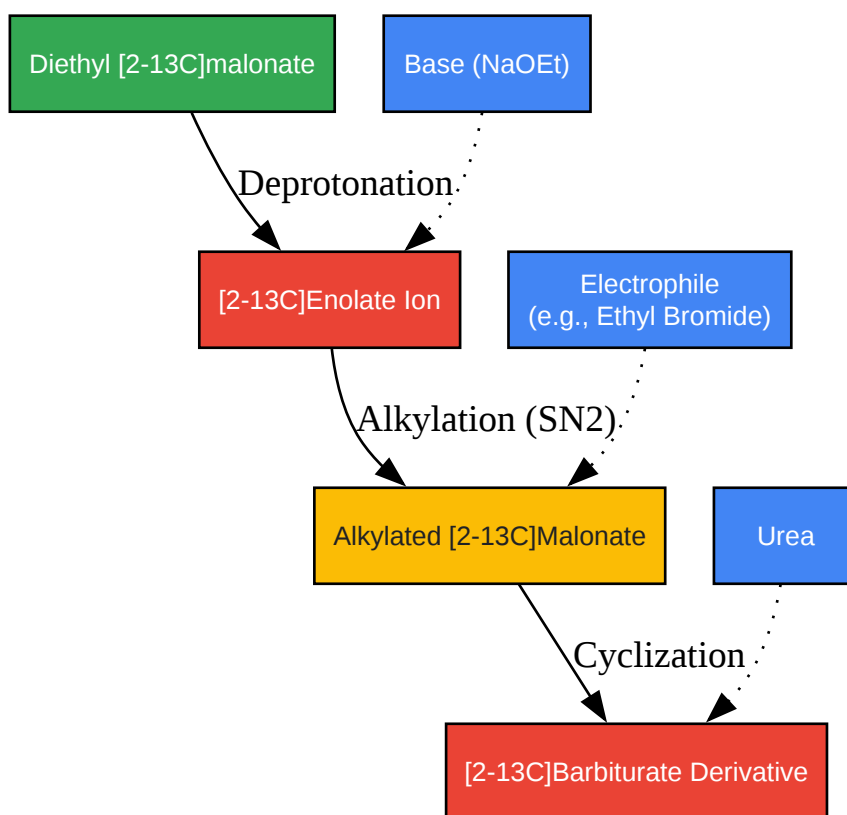 Diethyl [2-13C]malonate
Base (NaOEt)
Deprotonation
[2-13C]Enolate Ion
Electrophile
(e.g., Ethyl Bromide)
Alkylation (SN2)
Alkylated [2-13C]Malonate
Urea
Cyclization
[2-13C]Barbiturate Derivative